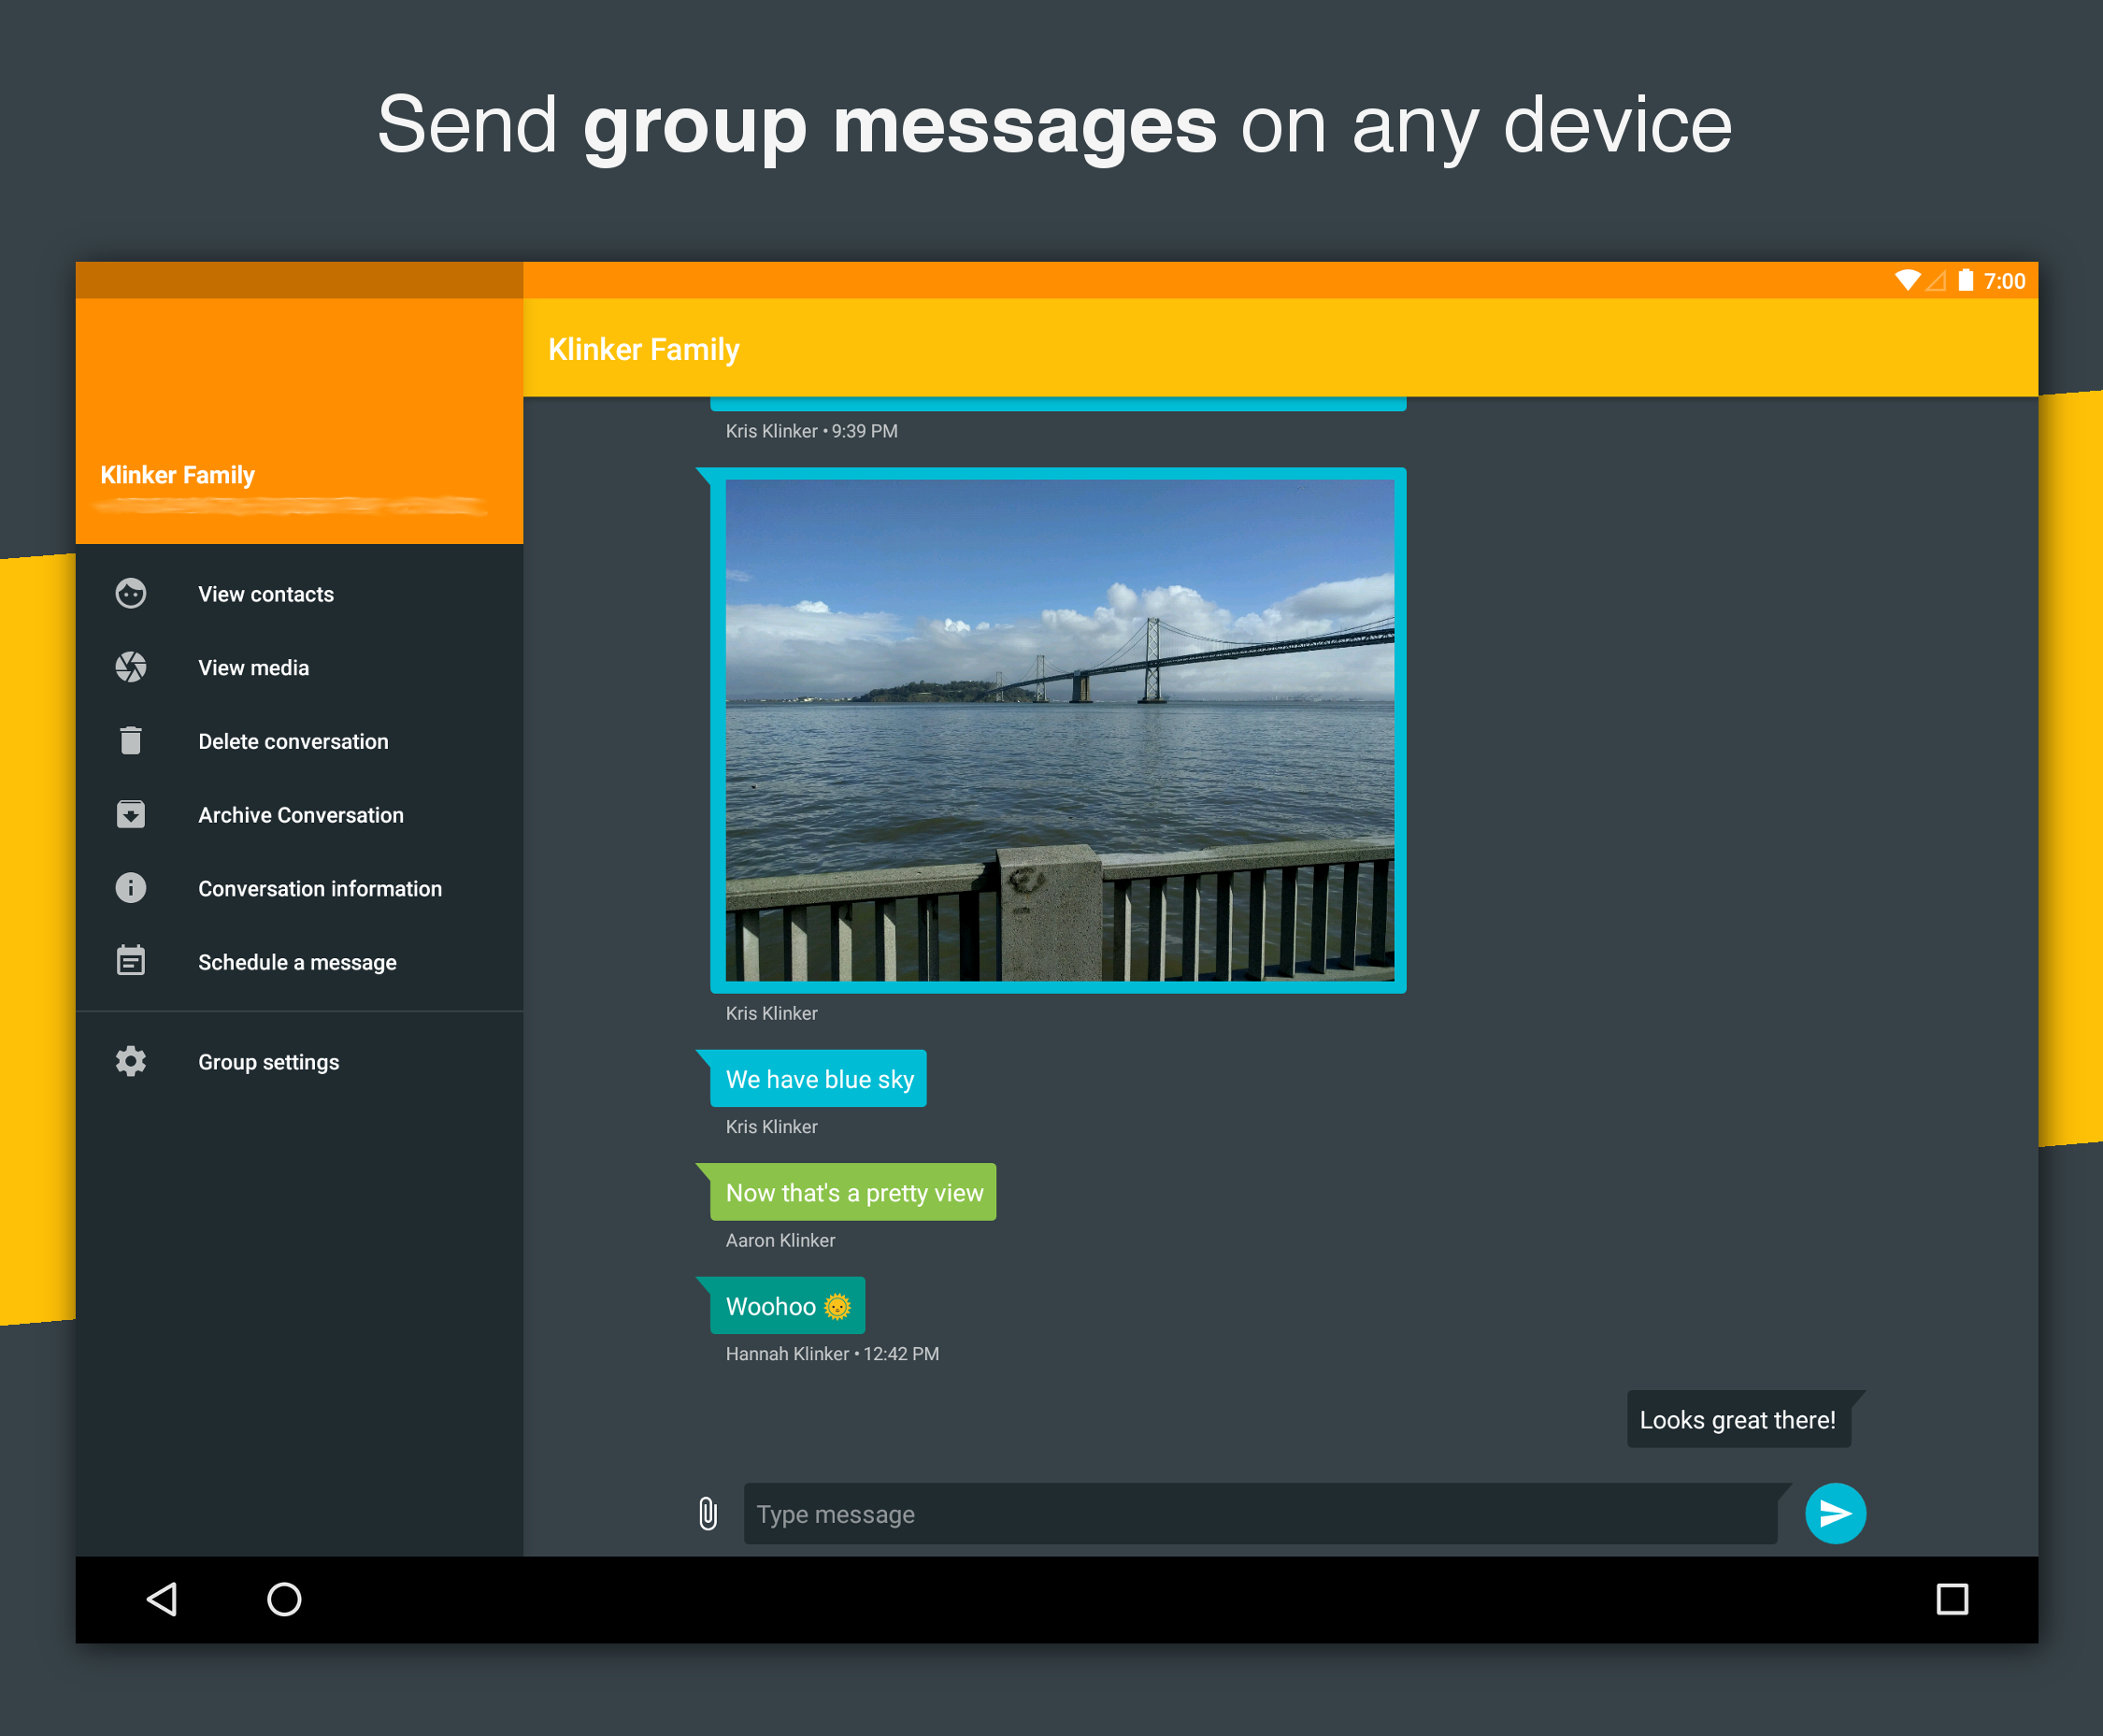 Send group messages on any device
7:00
Klinker Family
Klinker Family
View contacts
View media
Delete conversation
Archive Conversation
Conversation information
Schedule a message
Group settings
Kris Klinker • 9:39 PM
Kris Klinker
We have blue sky
Kris Klinker
Now that's a pretty view
Aaron Klinker
Woohoo 🌞
Hannah Klinker • 12:42 PM
Looks great there!
Type message